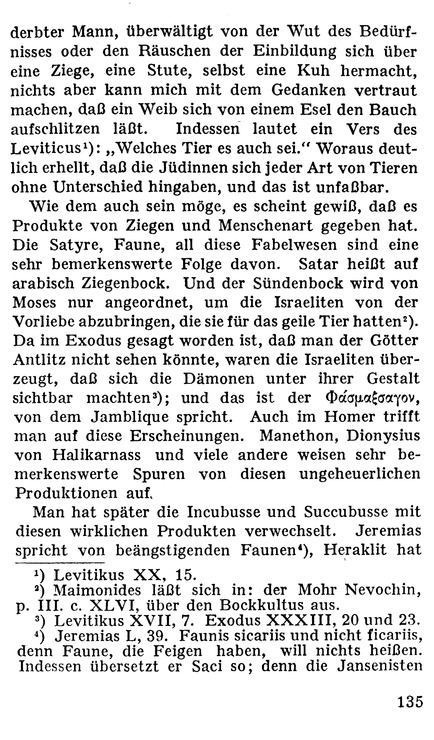 derbter Mann, überwältigt von der Wut des Bedürf-
nisses oder den Räuschen der Einbildung sich über
eine Ziege, eine Stute, selbst eine Kuh hermacht,
nichts aber kann mich mit dem Gedanken vertraut
machen, daß ein Weib sich von einem Esel den Bauch
aufschlitzen läßt. Indessen lautet ein Vers des
Leviticus¹): „Welches Tier es auch sei.“ Woraus deut-
lich erhellt, daß die Jüdinnen sich jeder Art von Tieren
ohne Unterschied hingaben, und das ist unfaßbar.
Wie dem auch sein möge, es scheint gewiß, daß es
Produkte von Ziegen und Menschenart gegeben hat.
Die Satyre, Faune, all diese Fabelwesen sind eine
sehr bemerkenswerte Folge davon. Satar heißt auf
arabisch Ziegenbock. Und der Sündenbock wird von
Moses nur angeordnet, um die Israeliten von der
Vorliebe abzubringen, die sie für das geile Tier hatten²).
Da im Exodus gesagt worden ist, daß man der Götter
Antlitz nicht sehen könnte, waren die Israeliten über-
zeugt, daß sich die Dämonen unter ihrer Gestalt
sichtbar machten³); und das ist der Φάσμαξσαγον,
von dem Jamblique spricht. Auch im Homer trifft
man auf diese Erscheinungen. Manethon, Dionysius
von Halikarnass und viele andere weisen sehr be-
merkenswerte Spuren von diesen ungeheuerlichen
Produktionen auf.
Man hat später die Incubusse und Succubusse mit
diesen wirklichen Produkten verwechselt. Jeremias
spricht von beängstigenden Faunen⁴), Heraklit hat
¹) Levitikus XX, 15.
²) Maimonides läßt sich in: der Mohr Nevochin,
p. III. c. XLVI, über den Bockkultus aus.
³) Levitikus XVII, 7. Exodus XXXIII, 20 und 23.
⁴) Jeremias L, 39. Faunis sicariis und nicht ficariis,
denn Faune, die Feigen haben, will nichts heißen.
Indessen übersetzt er Saci so; denn die Jansenisten
135